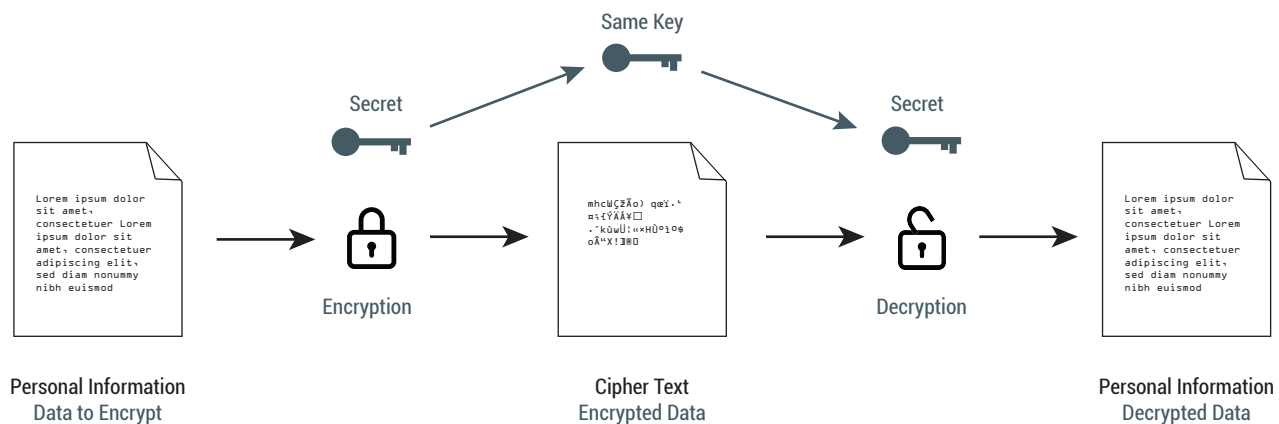 Same Key
Secret
Secret
Lorem ipsum dolor
sit amet,
consectetuer Lorem
ipsum dolor sit
amet, consectetuer
adipiscing elit,
sed diam nonummy
nibh euismod
Lorem ipsum dolor
sit amet,
consectetuer Lorem
ipsum dolor sit
amet, consectetuer
adipiscing elit,
sed diam nonummy
nibh euismod
Encryption
Decryption
Personal Information
Data to Encrypt
Cipher Text
Encrypted Data
Personal Information
Decrypted Data